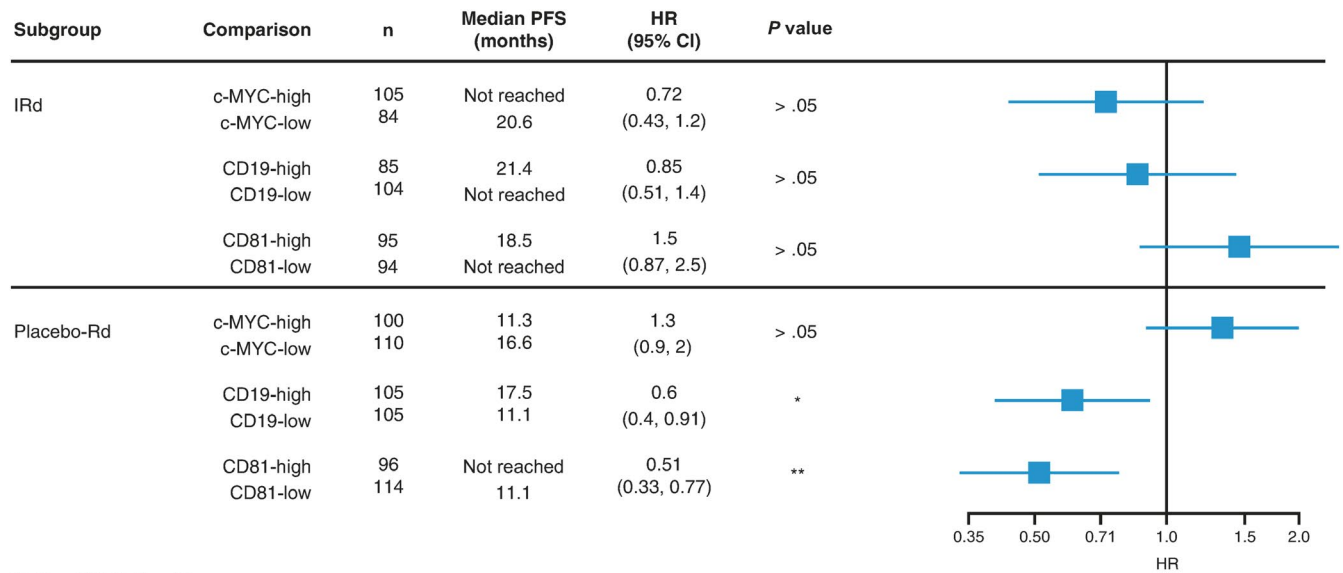 Subgroup Comparison n Median PFS (months) HR (95% CI) P value
IRd c-MYC-high 105 Not reached 0.72 > .05
c-MYC-low 84 20.6 (0.43, 1.2)
CD19-high 85 21.4 0.85 > .05
CD19-low 104 Not reached (0.51, 1.4)
CD81-high 95 18.5 1.5 > .05
CD81-low 94 Not reached (0.87, 2.5)
Placebo-Rd c-MYC-high 100 11.3 1.3 > .05
c-MYC-low 110 16.6 (0.9, 2)
CD19-high 105 17.5 0.6 *
CD19-low 105 11.1 (0.4, 0.91)
CD81-high 96 Not reached 0.51 **
CD81-low 114 11.1 (0.33, 0.77)
0.35 0.50 0.71 1.0 1.5 2.0
HR